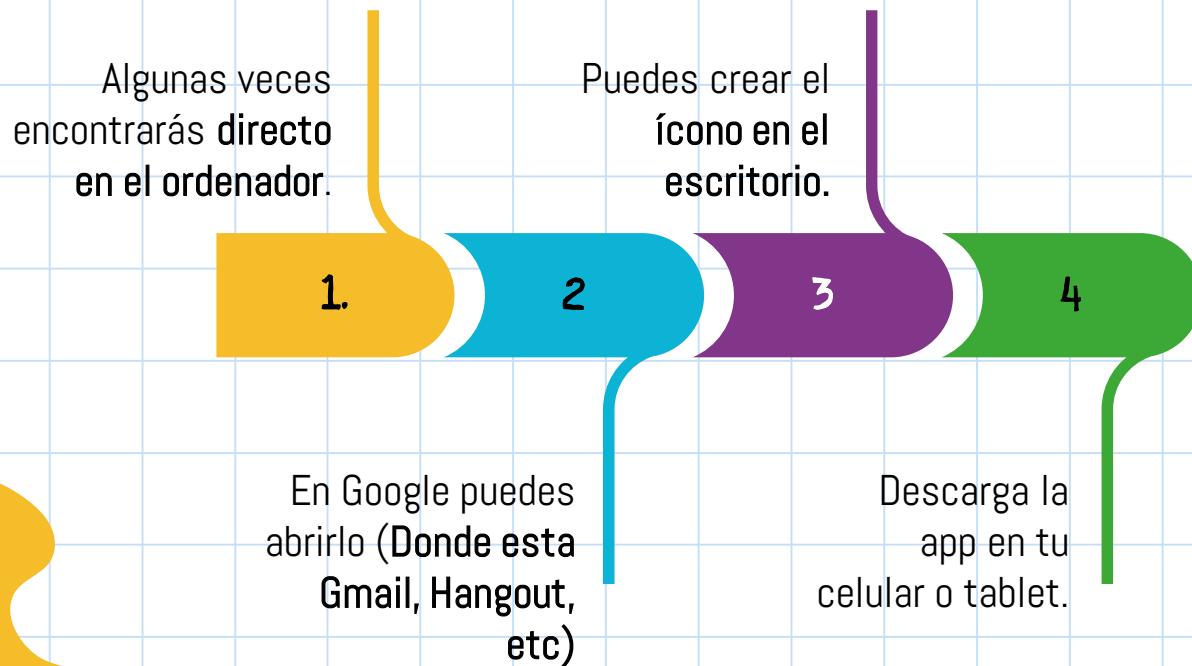 Algunas veces
encontrarás directo
en el ordenador.
Puedes crear el
ícono en el
escritorio.
1.
2
3
4
En Google puedes
abrirlo (Donde esta
Gmail, Hangout,
etc)
Descarga la
app en tu
celular o tablet.